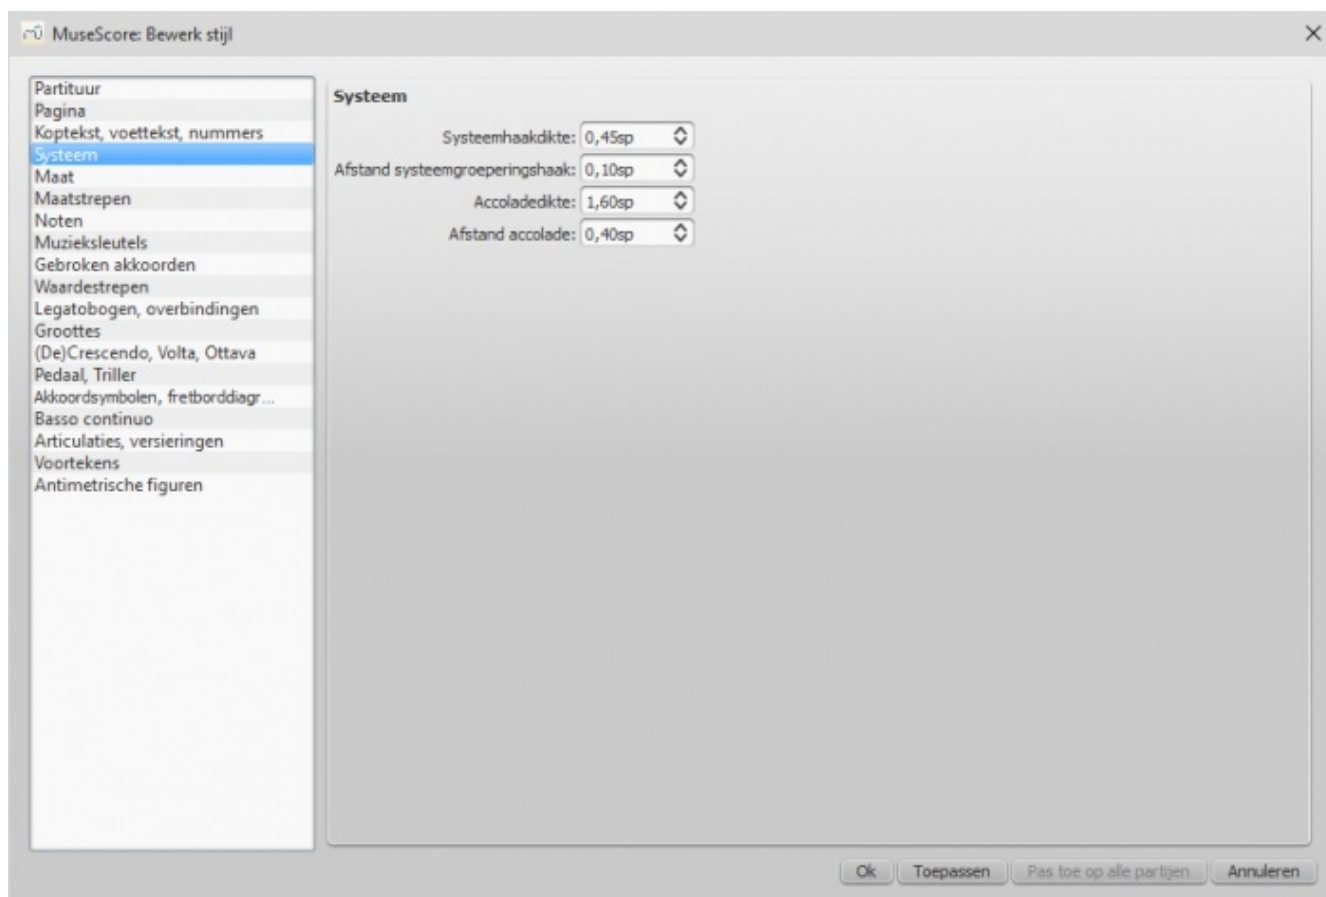 MuseScore: Bewerk stijl
Partituur
Pagina
Koptekst, voettekst, nummers
Systeem
Maat
Maatstrepen
Noten
Muzieksleutels
Gebroken akkoorden
Waardestrepen
Legatobogen, overbindingen
Groottes
(De)Crescendo, Volta, Ottava
Pedaal, Triller
Akkoordsymbolen, fretborddiagr...
Basso continuo
Articulaties, versieringen
Voortekens
Antimetrische figuren
Systeem
Systeemhaakdikte: 0,45sp
Afstand systeemgroeperingshaak: 0,10sp
Accoladedikte: 1,60sp
Afstand accolade: 0,40sp
Ok Toepassen Pas toe op alle partijen Annuleren